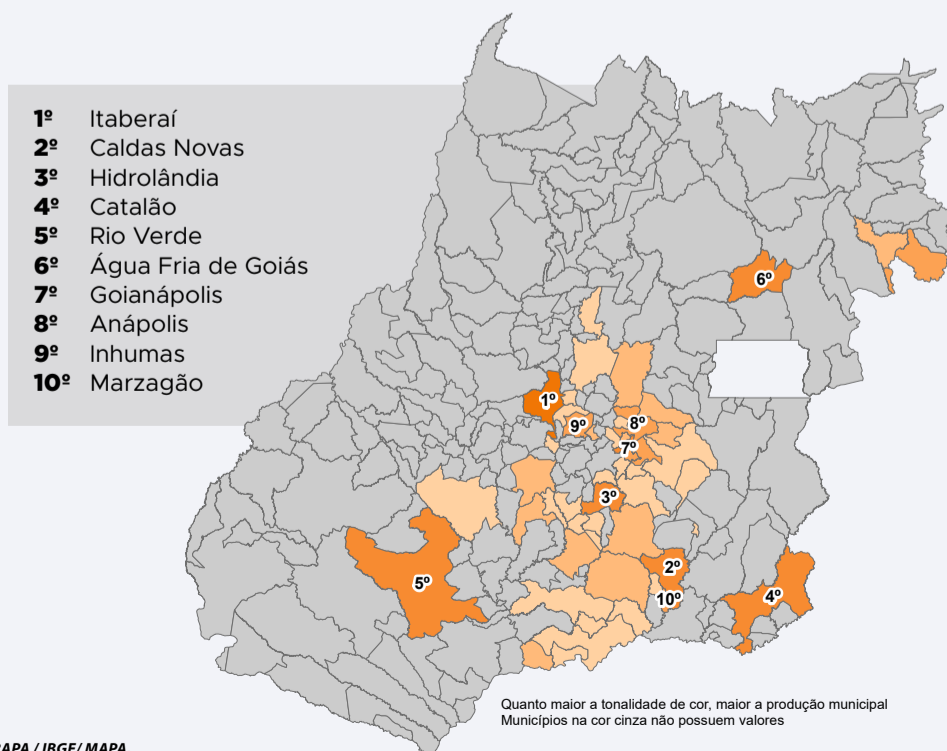 1º Itaberaí
2º Caldas Novas
3º Hidrolândia
4º Catalão
5º Rio Verde
6º Água Fria de Goiás
7º Goianápolis
8º Anápolis
9º Inhumas
10º Marzagão
6º
1º
9º
8º
7º
3º
2º
5º
10º
4º
Quanto maior a tonalidade de cor, maior a produção municipal
Municípios na cor cinza não possuem valores
/ IBGE/ MAPA